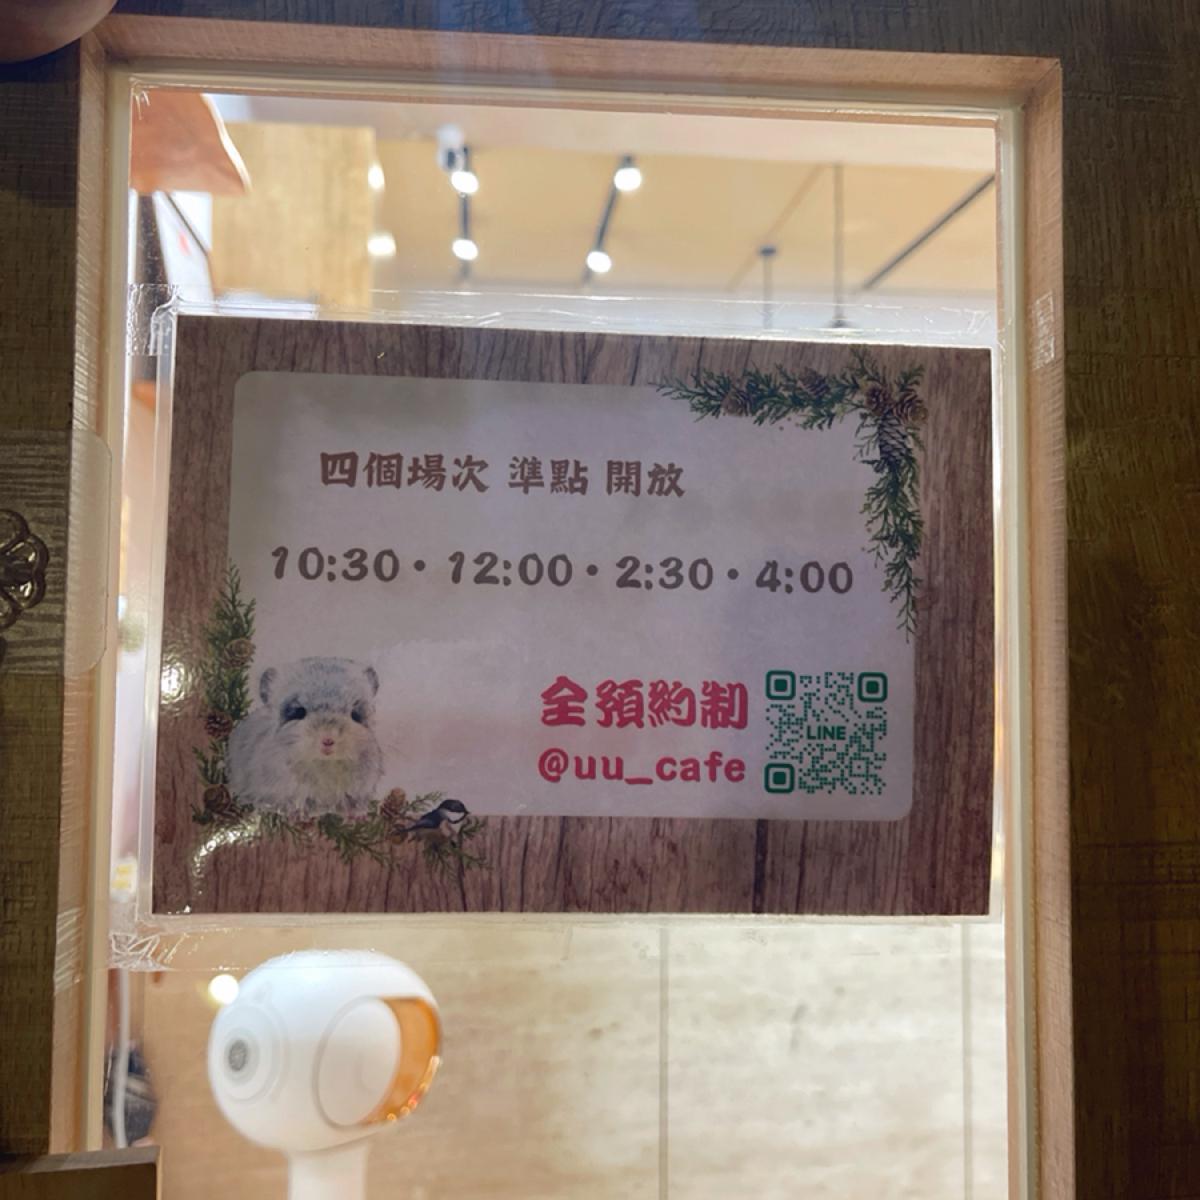 四個場次 準點 開放
10:30・12:00・2:30・4:00
全預約制
@uu_cafe
LINE